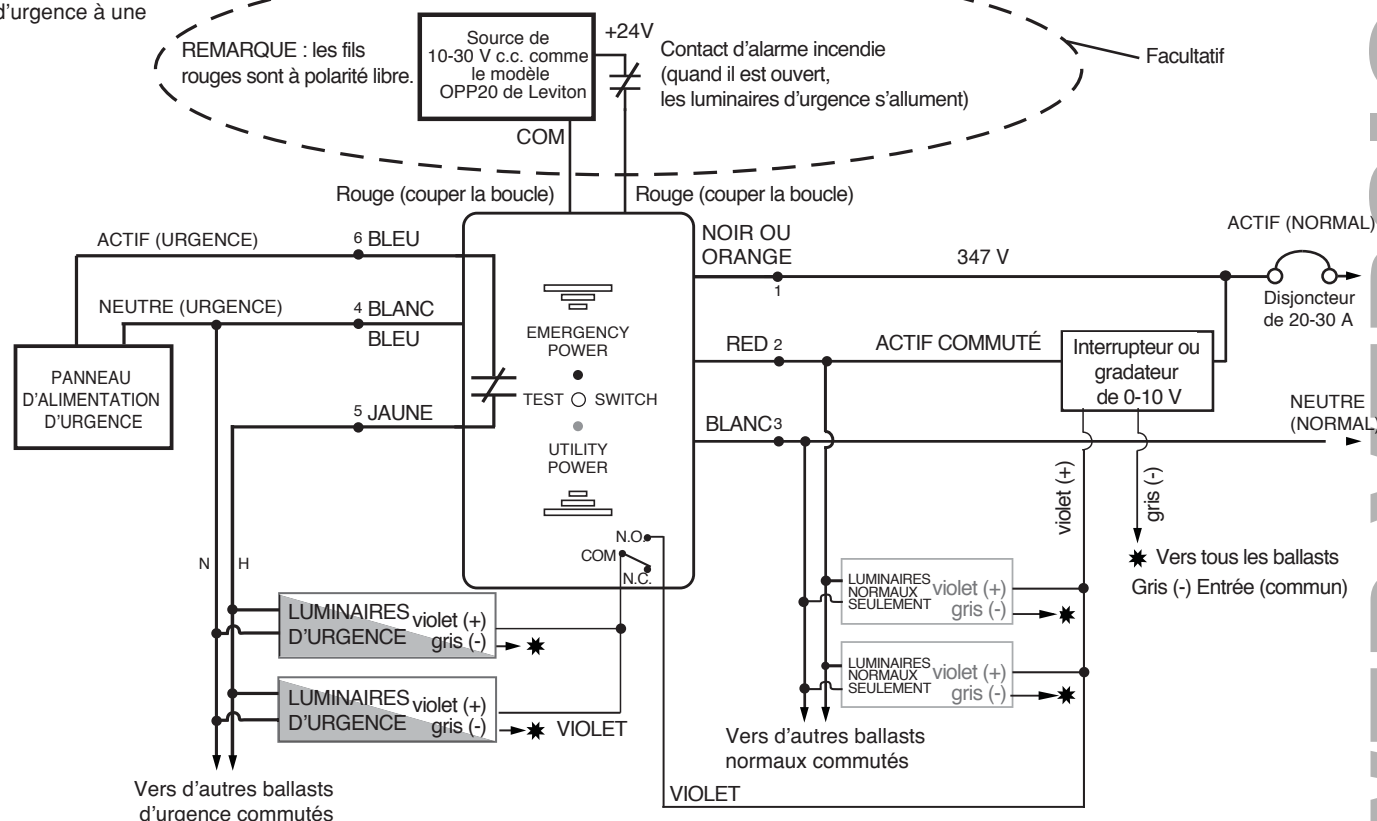 d'urgence à une
REMARQUE : les fils
rouges sont à polarité libre.
Source de
10-30 V c.c. comme
le modèle
OPP20 de Leviton
+24V
Contact d'alarme incendie
(quand il est ouvert,
les luminaires d'urgence s'allument)
Facultatif
COM
Rouge (couper la boucle)
Rouge (couper la boucle)
ACTIF (URGENCE)
6 BLEU
NEUTRE (URGENCE)
4 BLANC
BLEU
PANNEAU
D'ALIMENTATION
D'URGENCE
5 JAUNE
EMERGENCY
POWER
TEST SWITCH
UTILITY
POWER
N.O.
COM
N.C.
NOIR OU
ORANGE
1
347 V
ACTIF (NORMAL)
Disjoncteur
de 20-30 A
RED 2
ACTIF COMMUTÉ
Interrupteur ou
gradateur
de 0-10 V
BLANC3
NEUTRE
(NORMAL)
violet (+)
gris (-)
Vers tous les ballasts
Gris (-) Entrée (commun)
N
H
LUMINAIRES
D'URGENCE
violet (+)
gris (-)
LUMINAIRES
D'URGENCE
violet (+)
gris (-)
VIOLET
Vers d'autres ballasts
d'urgence commutés
LUMINAIRES
NORMAUX
SEULEMENT
violet (+)
gris (-)
LUMINAIRES
NORMAUX
SEULEMENT
violet (+)
gris (-)
Vers d'autres ballasts
normaux commutés
VIOLET